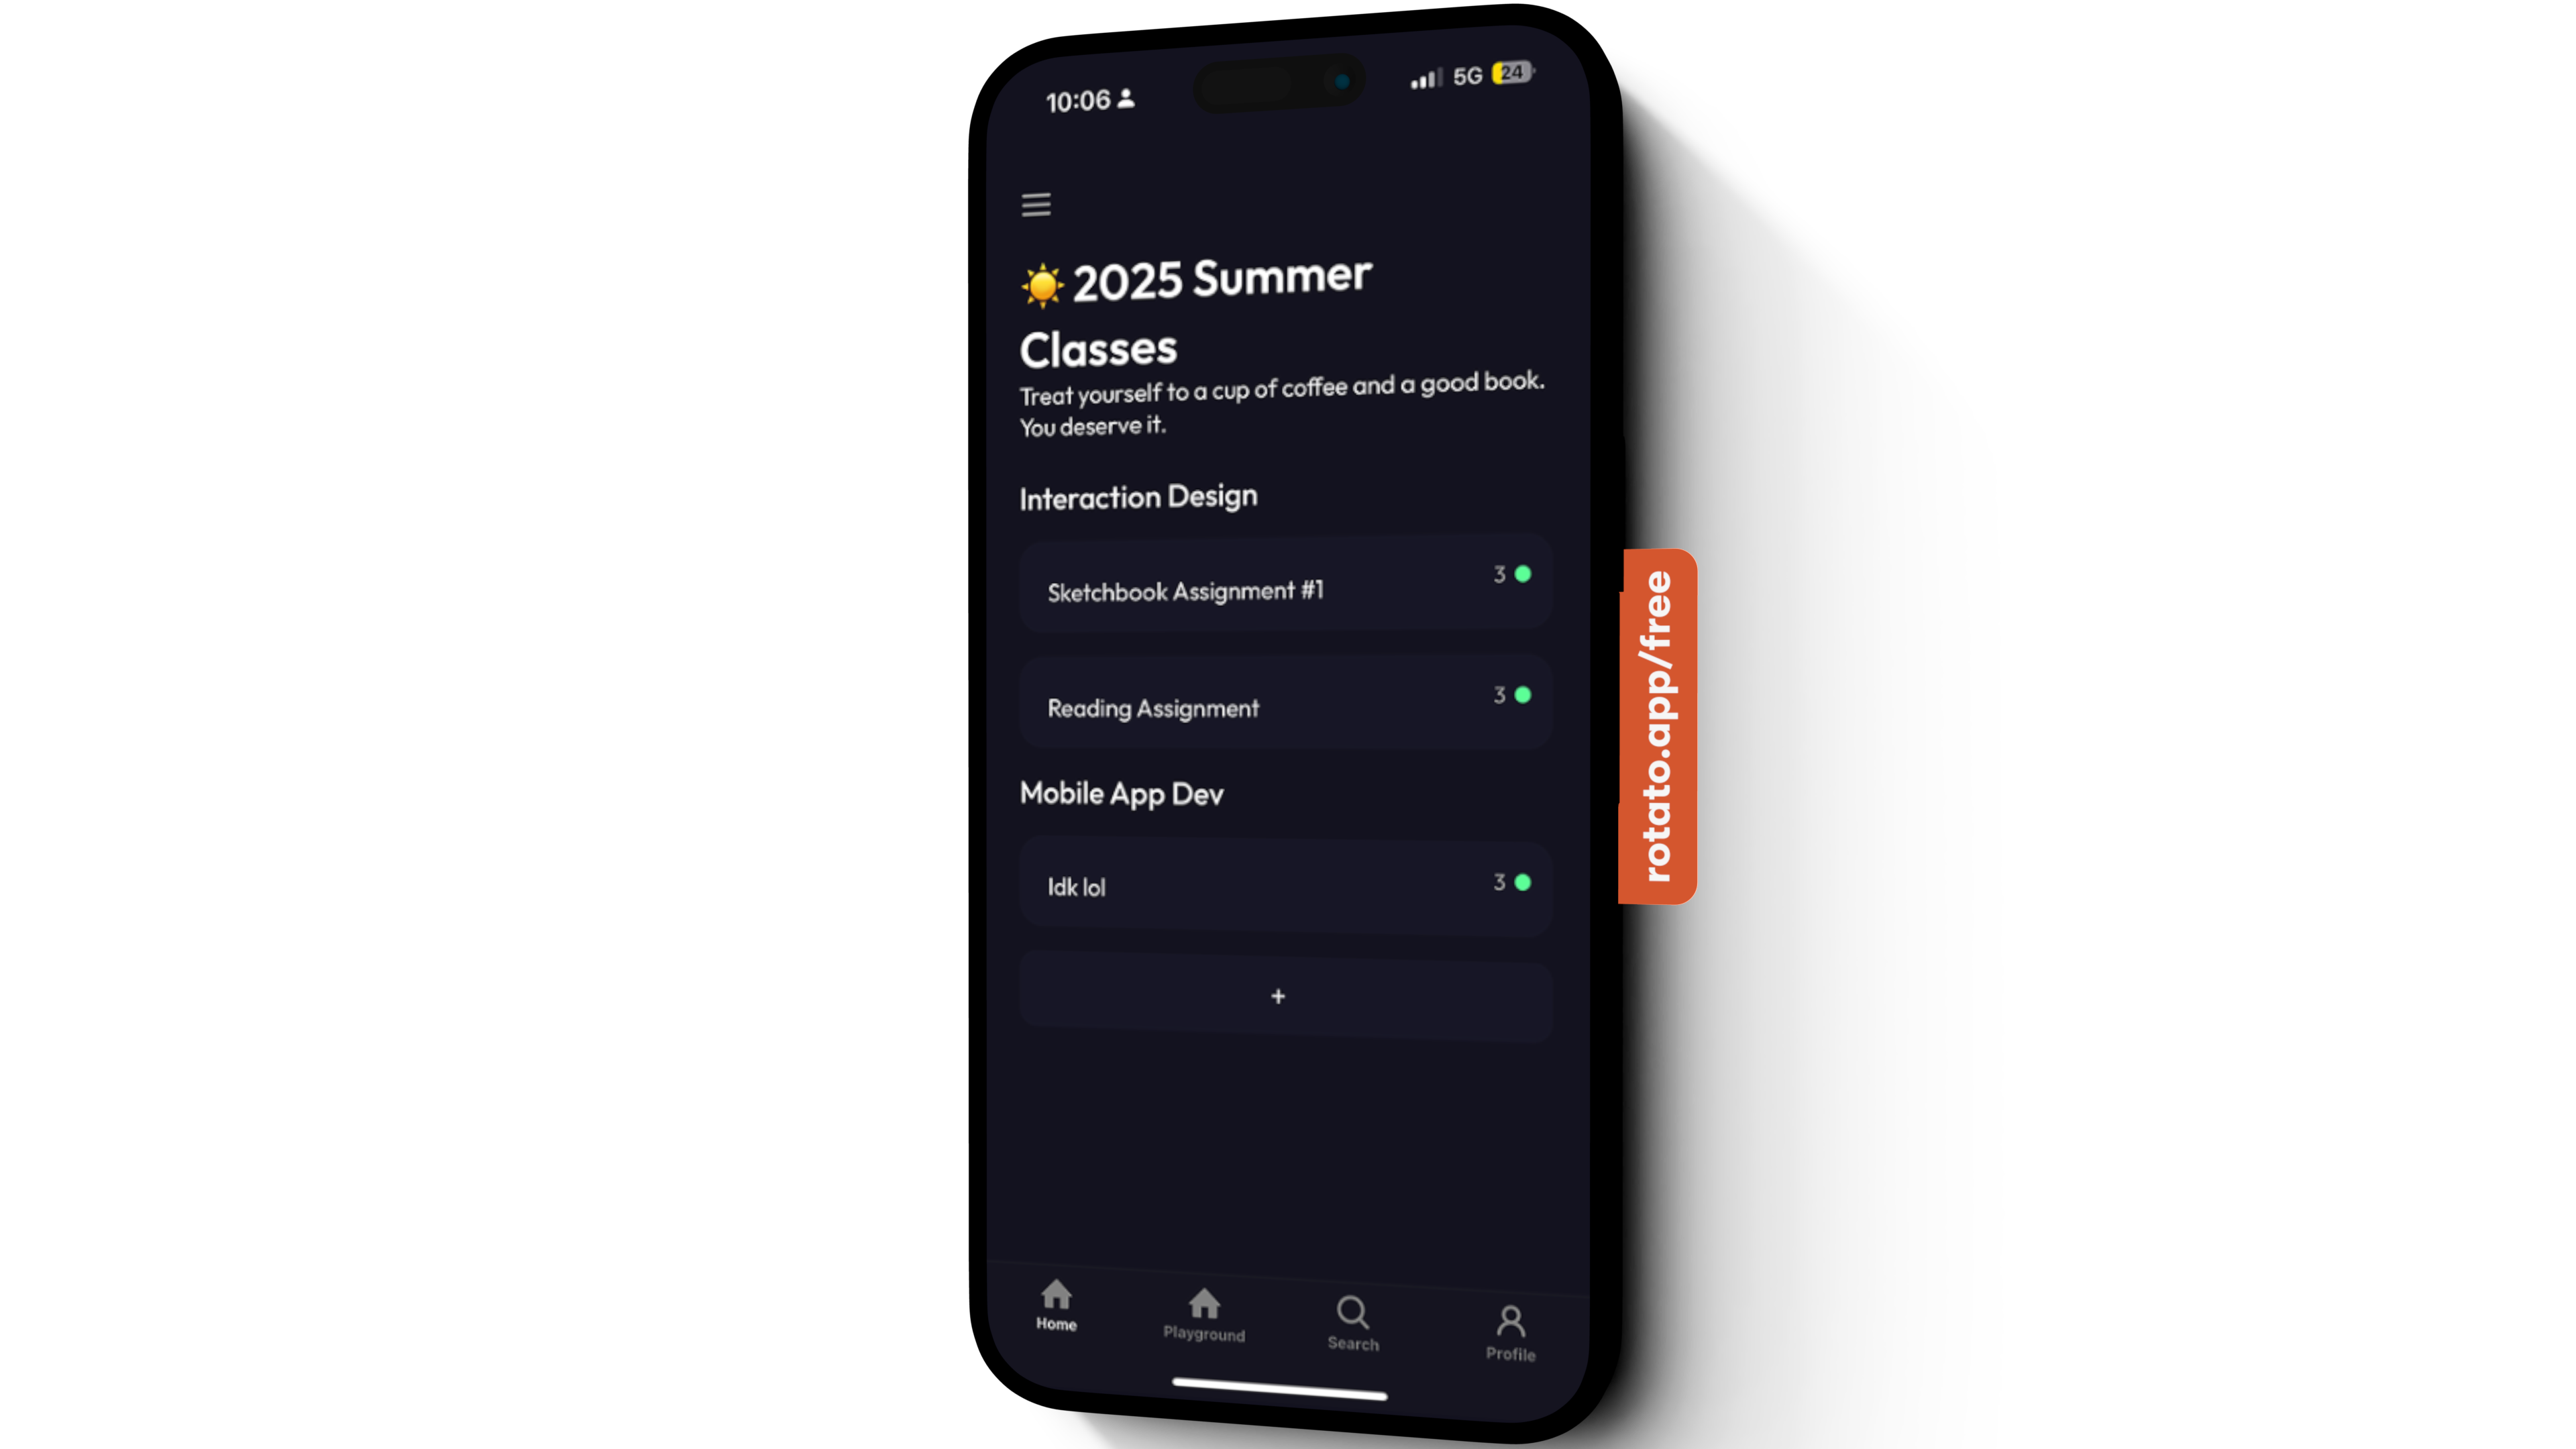 10:06
5G 24
☀️ 2025 Summer
Classes
Treat yourself to a cup of coffee and a good book.
You deserve it.
Interaction Design
Sketchbook Assignment #1
3
Reading Assignment
3
Mobile App Dev
Idk lol
3
+
Home
Playground
Search
Profile
rotato.app/free